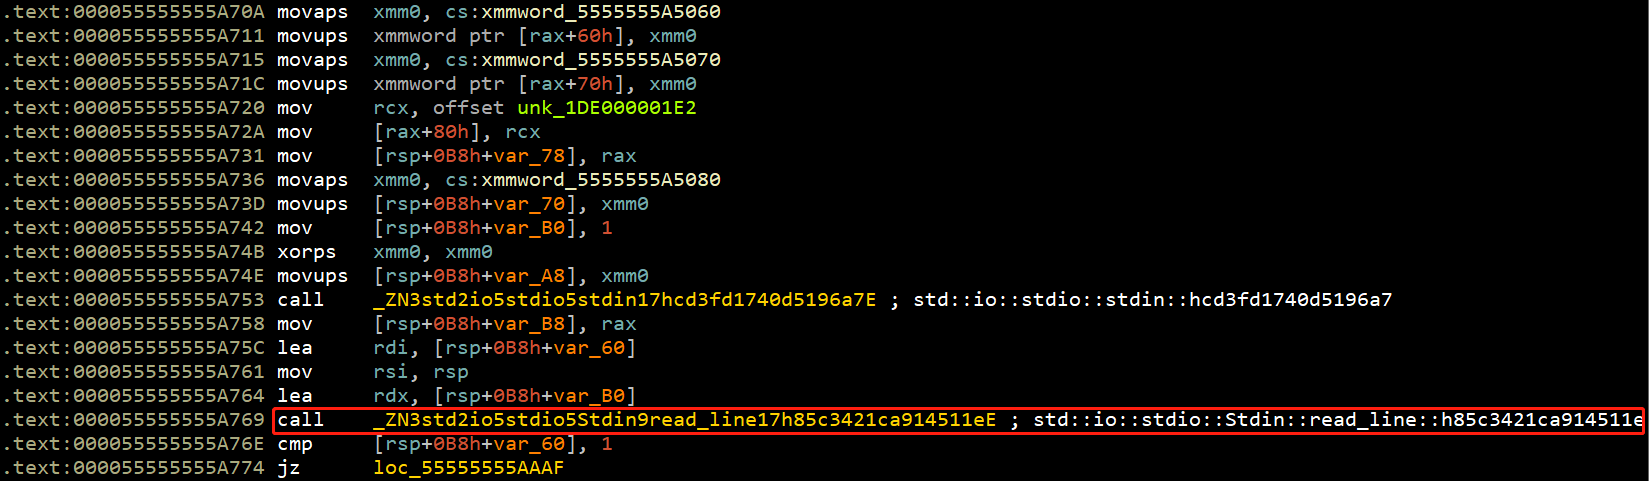 .text:000055555555A70A movaps xmm0, cs:xmmword_5555555A5060
.text:000055555555A711 movups xmmword ptr [rax+60h], xmm0
.text:000055555555A715 movaps xmm0, cs:xmmword_5555555A5070
.text:000055555555A71C movups xmmword ptr [rax+70h], xmm0
.text:000055555555A720 mov rcx, offset unk_1DE000001E2
.text:000055555555A72A mov [rax+80h], rcx
.text:000055555555A731 mov [rsp+0B8h+var_78], rax
.text:000055555555A736 movaps xmm0, cs:xmmword_5555555A5080
.text:000055555555A73D movups [rsp+0B8h+var_70], xmm0
.text:000055555555A742 mov [rsp+0B8h+var_B0], 1
.text:000055555555A74B xorps xmm0, xmm0
.text:000055555555A74E movups [rsp+0B8h+var_A8], xmm0
.text:000055555555A753 call _ZN3std2io5stdio5stdin17hcd3fd1740d5196a7E ; std::io::stdio::stdin::hcd3fd1740d5196a7
.text:000055555555A758 mov [rsp+0B8h+var_B8], rax
.text:000055555555A75C lea rdi, [rsp+0B8h+var_60]
.text:000055555555A761 mov rsi, rsp
.text:000055555555A764 lea rdx, [rsp+0B8h+var_B0]
.text:000055555555A769 call _ZN3std2io5stdio5Stdin9read_line17h85c3421ca914511eE ; std::io::stdio::Stdin::read_line::h85c3421ca914511e
.text:000055555555A76E cmp [rsp+0B8h+var_60], 1
.text:000055555555A774 jz loc_55555555AAAF